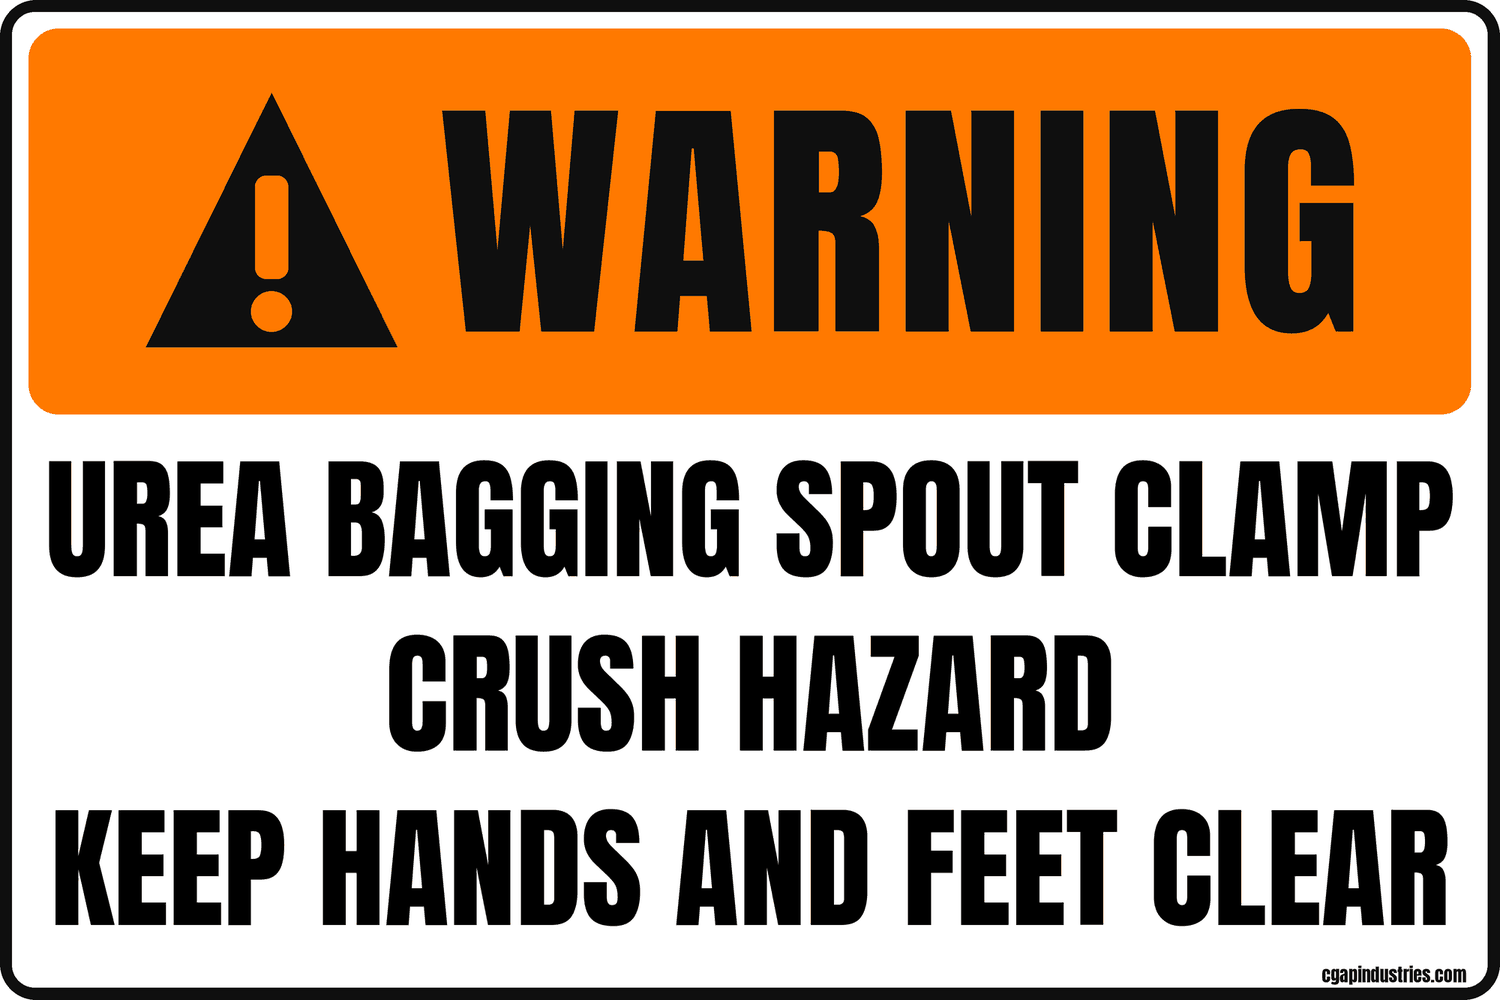 WARNING
UREA BAGGING SPOUT CLAMP
CRUSH HAZARD
KEEP HANDS AND FEET CLEAR
cgapindustries.com